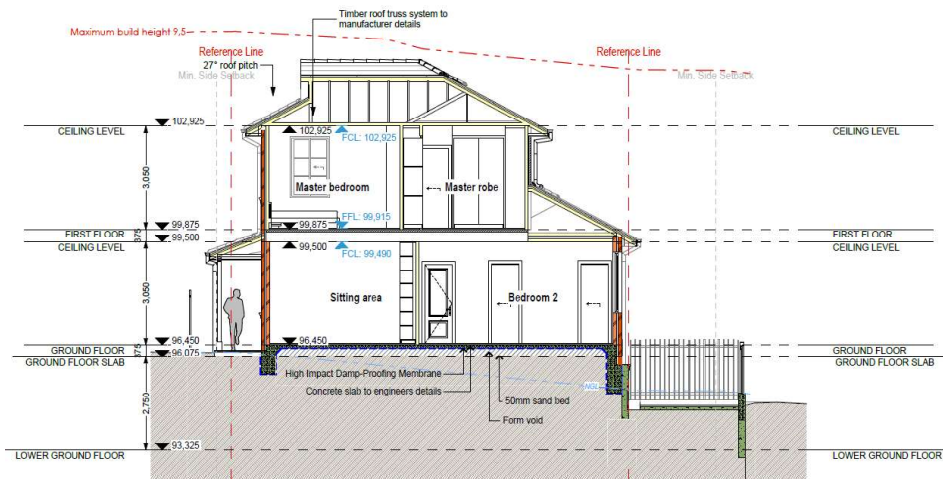 Timber roof truss system to
manufacturer details
Maximum build height 9,5
Reference Line
Reference Line
27° roof pitch
Min. Side Setback
Min. Side Setback
102,925
CEILING LEVEL
CEILING LEVEL
102,925
FCL: 102,925
3,050
Master bedroom
Master robe
FFL: 99,915
99,875
99,875
FIRST FLOOR
FIRST FLOOR
375
99,500
CEILING LEVEL
CEILING LEVEL
99,500
FCL: 99,490
3,050
Sitting area
Bedroom 2
96,450
96,450
GROUND FLOOR
GROUND FLOOR
375
96,075
GROUND FLOOR SLAB
GROUND FLOOR SLAB
High Impact Damp-Proofing Membrane
Concrete slab to engineers details
50mm sand bed
Form void
NGL
2,750
93,325
LOWER GROUND FLOOR
LOWER GROUND FLOOR